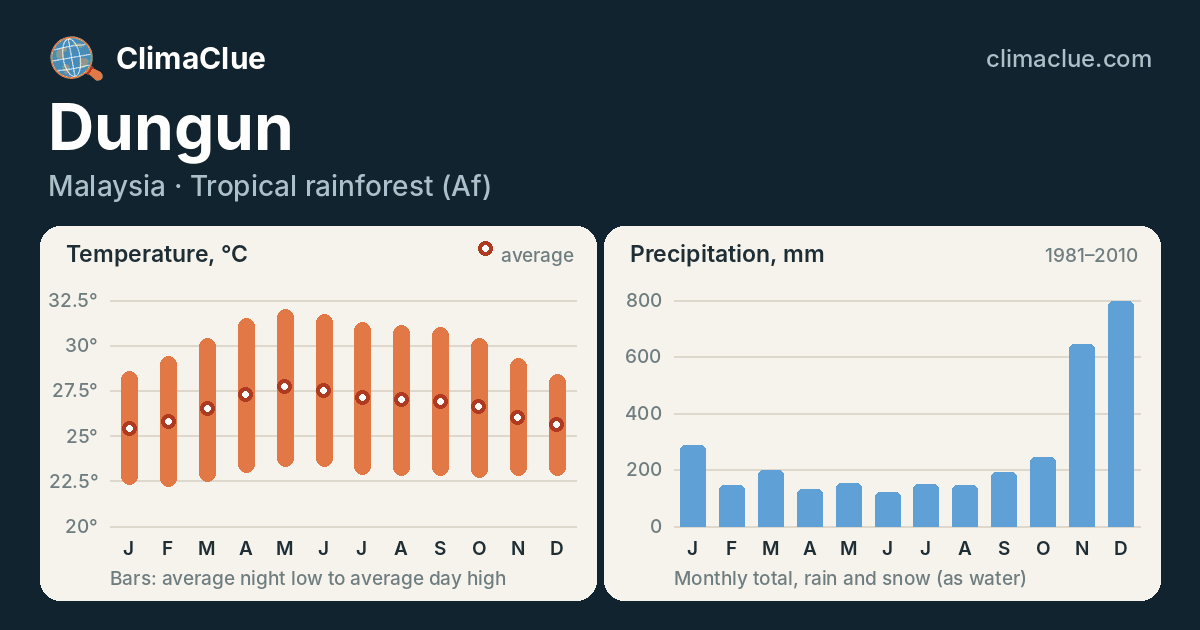 ClimaClue
climaclue.com
Dungun
Malaysia · Tropical rainforest (Af)
Temperature, °C
average
32.5°
30°
27.5°
25°
22.5°
20°
J F M A M J J A S O N D
Bars: average night low to average day high
Precipitation, mm
1981–2010
800
600
400
200
0
J F M A M J J A S O N D
Monthly total, rain and snow (as water)